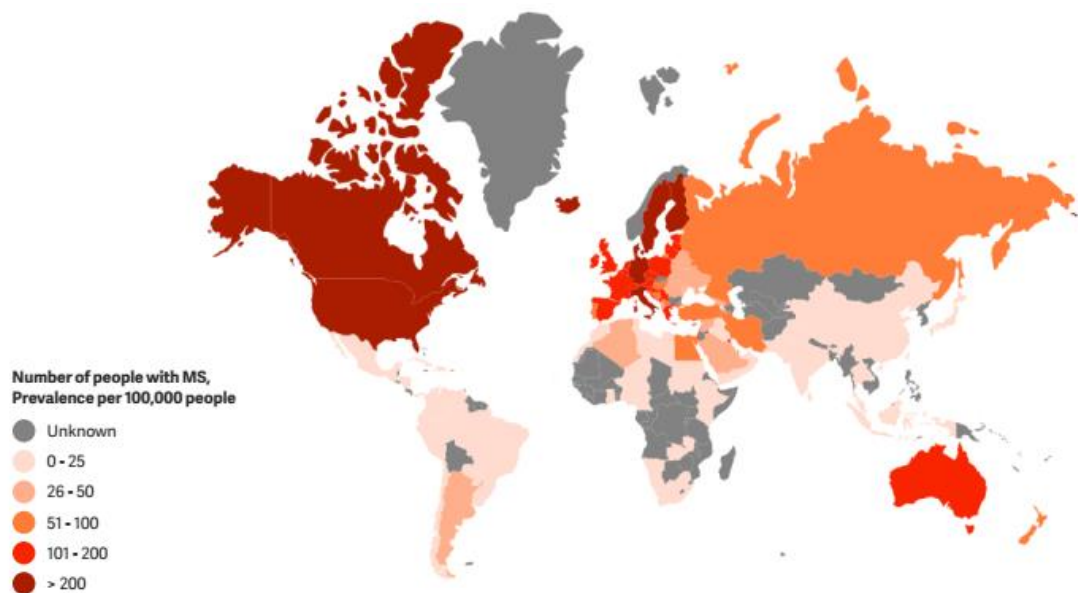 Number of people with MS,
Prevalence per 100,000 people
Unknown
0 - 25
26 - 50
51 - 100
101 - 200
> 200